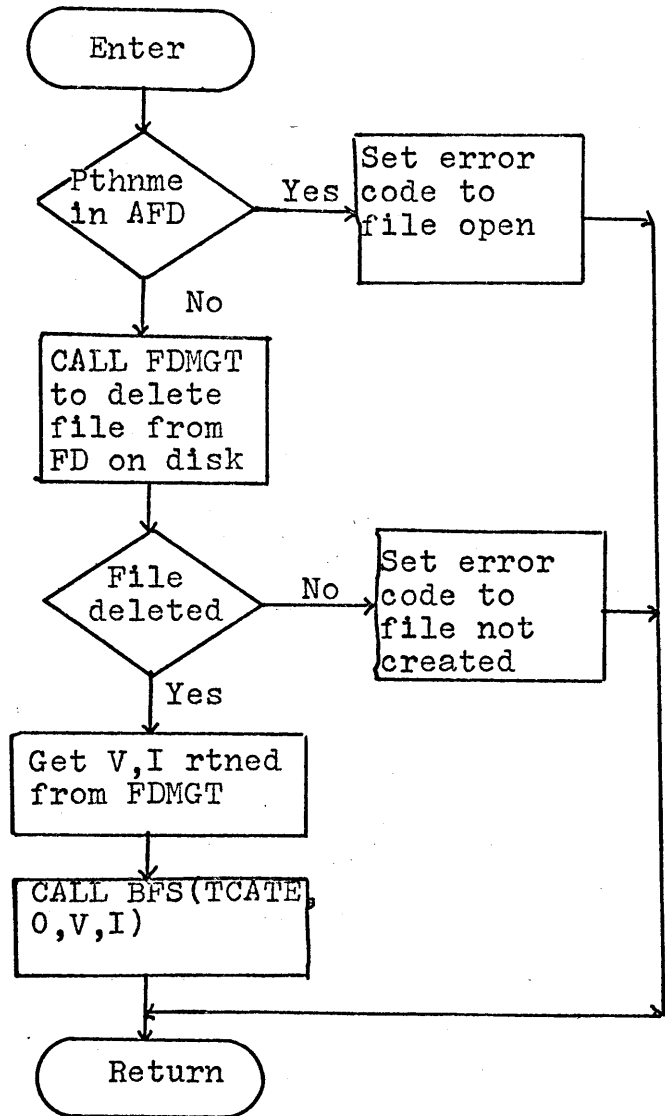 Enter
Pthnme
in AFD
Yes
Set error
code to
file open
No
CALL FDMGT
to delete
file from
FD on disk
File
deleted
No
Set error
code to
file not
created
Yes
Get V,I rtned
from FDMGT
CALL BFS(TCATE,
0,V,I)
Return